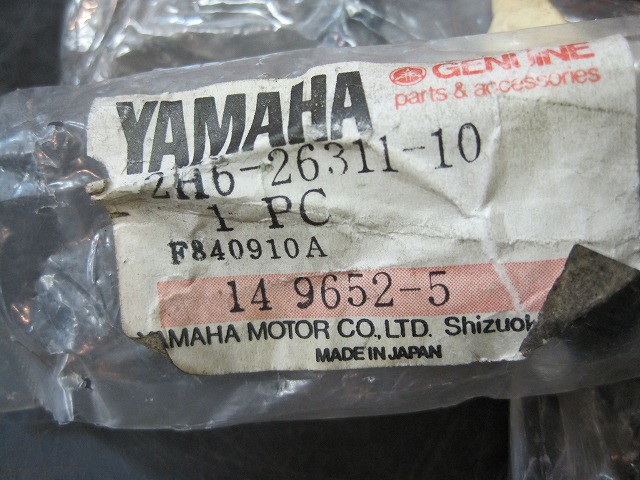 GENUINE
parts & accessories
YAMAHA
2H6-26311-10
1 PC
F840910A
14 9652-5
YAMAHA MOTOR CO., LTD.
MADE IN JAPAN